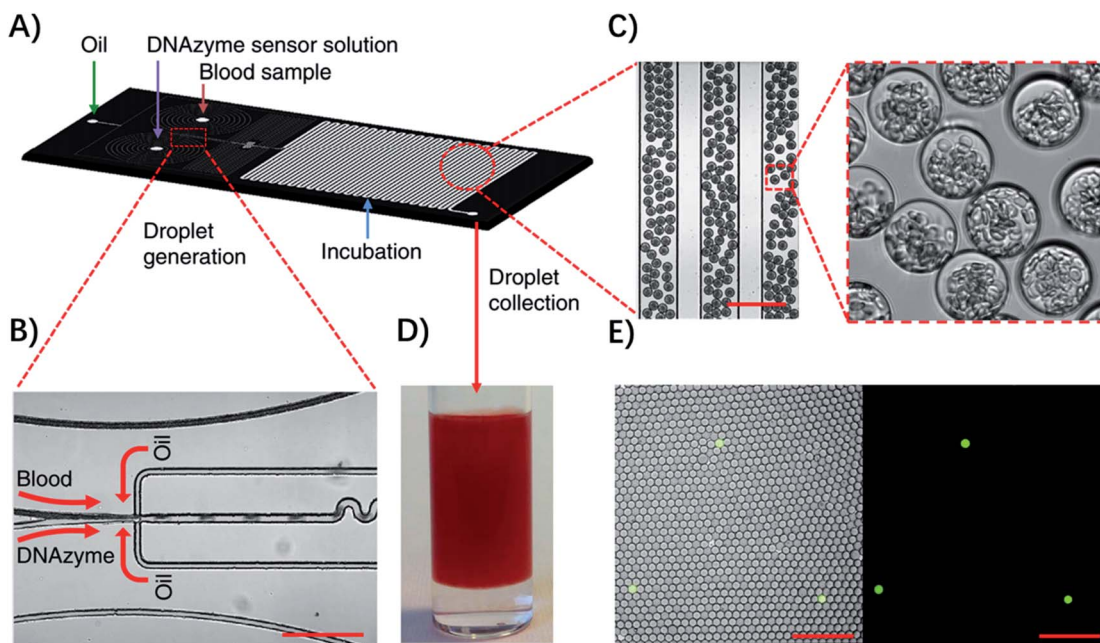 A)
Oil
DNAzyme sensor solution
Blood sample
Droplet
generation
Incubation
Droplet
collection
C)
B)
Oil
Blood
DNAzyme
Oil
D)
E)